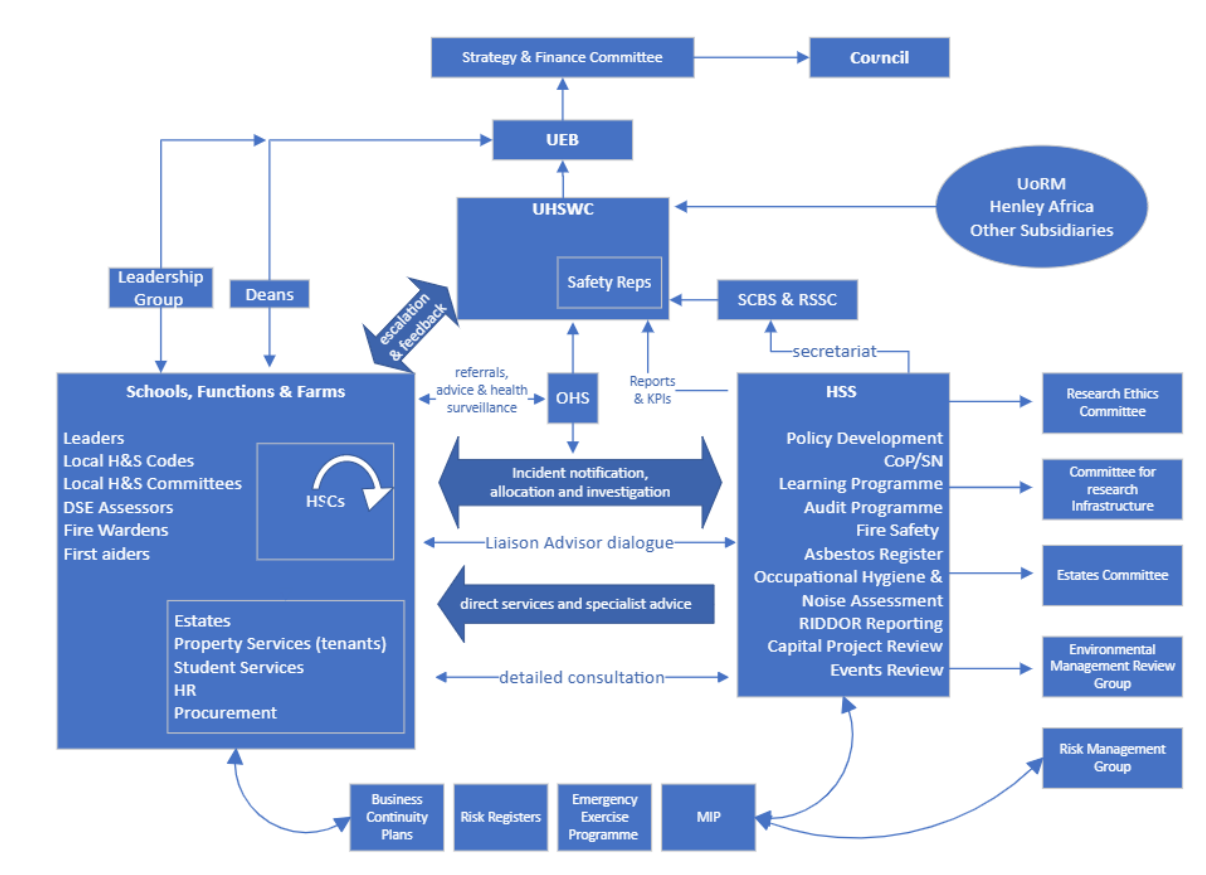 Strategy & Finance Committee
Council
UEB
UoRM
Henley Africa
Other Subsidiaries
UHSWC
Safety Reps
Leadership
Group
Deans
SCBS & RSSC
escalation
& feedback
secretariat
referrals,
advice & health
surveillance
OHS
Reports
& KPIs
Schools, Functions & Farms
Leaders
Local H&S Codes
Local H&S Committees
DSE Assessors
Fire Wardens
First aiders
HSCs
Estates
Property Services (tenants)
Student Services
HR
Procurement
Incident notification,
allocation and investigation
Liaison Advisor dialogue
direct services and specialist advice
detailed consultation
HSS
Policy Development
CoP/SN
Learning Programme
Audit Programme
Fire Safety
Asbestos Register
Occupational Hygiene &
Noise Assessment
RIDDOR Reporting
Capital Project Review
Events Review
Research Ethics
Committee
Committee for
research
Infrastructure
Estates Committee
Environmental
Management Review
Group
Risk Management
Group
Business
Continuity
Plans
Risk Registers
Emergency
Exercise
Programme
MIP